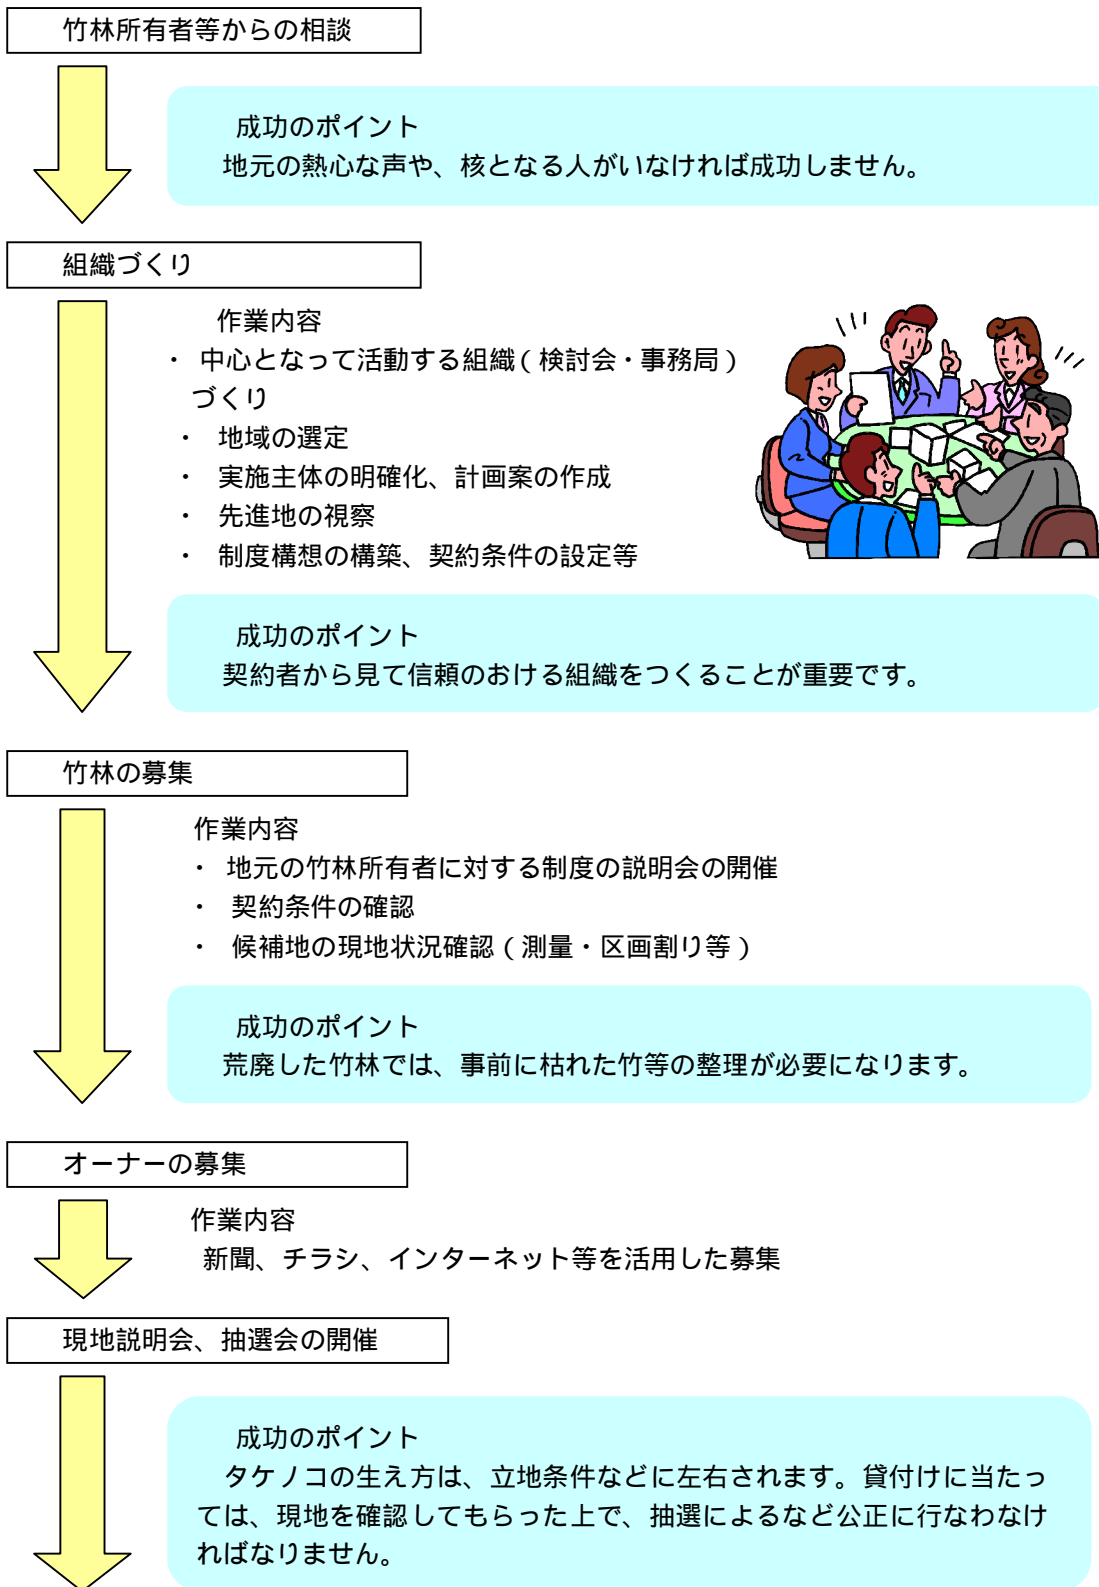 竹林所有者等からの相談
成功のポイント
地元の熱心な声や、核となる人がいなければ成功しません。
組織づくり
作業内容
・ 中心となって活動する組織（検討会・事務局）
づくり
・ 地域の選定
・ 実施主体の明確化、計画案の作成
・ 先進地の視察
・ 制度構想の構築、契約条件の設定等
成功のポイント
契約者から見て信頼のおける組織をつくることが重要です。
竹林の募集
作業内容
・ 地元の竹林所有者に対する制度の説明会の開催
・ 契約条件の確認
・ 候補地の現地状況確認（測量・区画割り等）
成功のポイント
荒廃した竹林では、事前に枯れた竹等の整理が必要になります。
オーナーの募集
作業内容
新聞、チラシ、インターネット等を活用した募集
現地説明会、抽選会の開催
成功のポイント
タケノコの生え方は、立地条件などに左右されます。貸付けに当たっ
ては、現地を確認してもらった上で、抽選によるなど公正に行なわなけ
ればなりません。